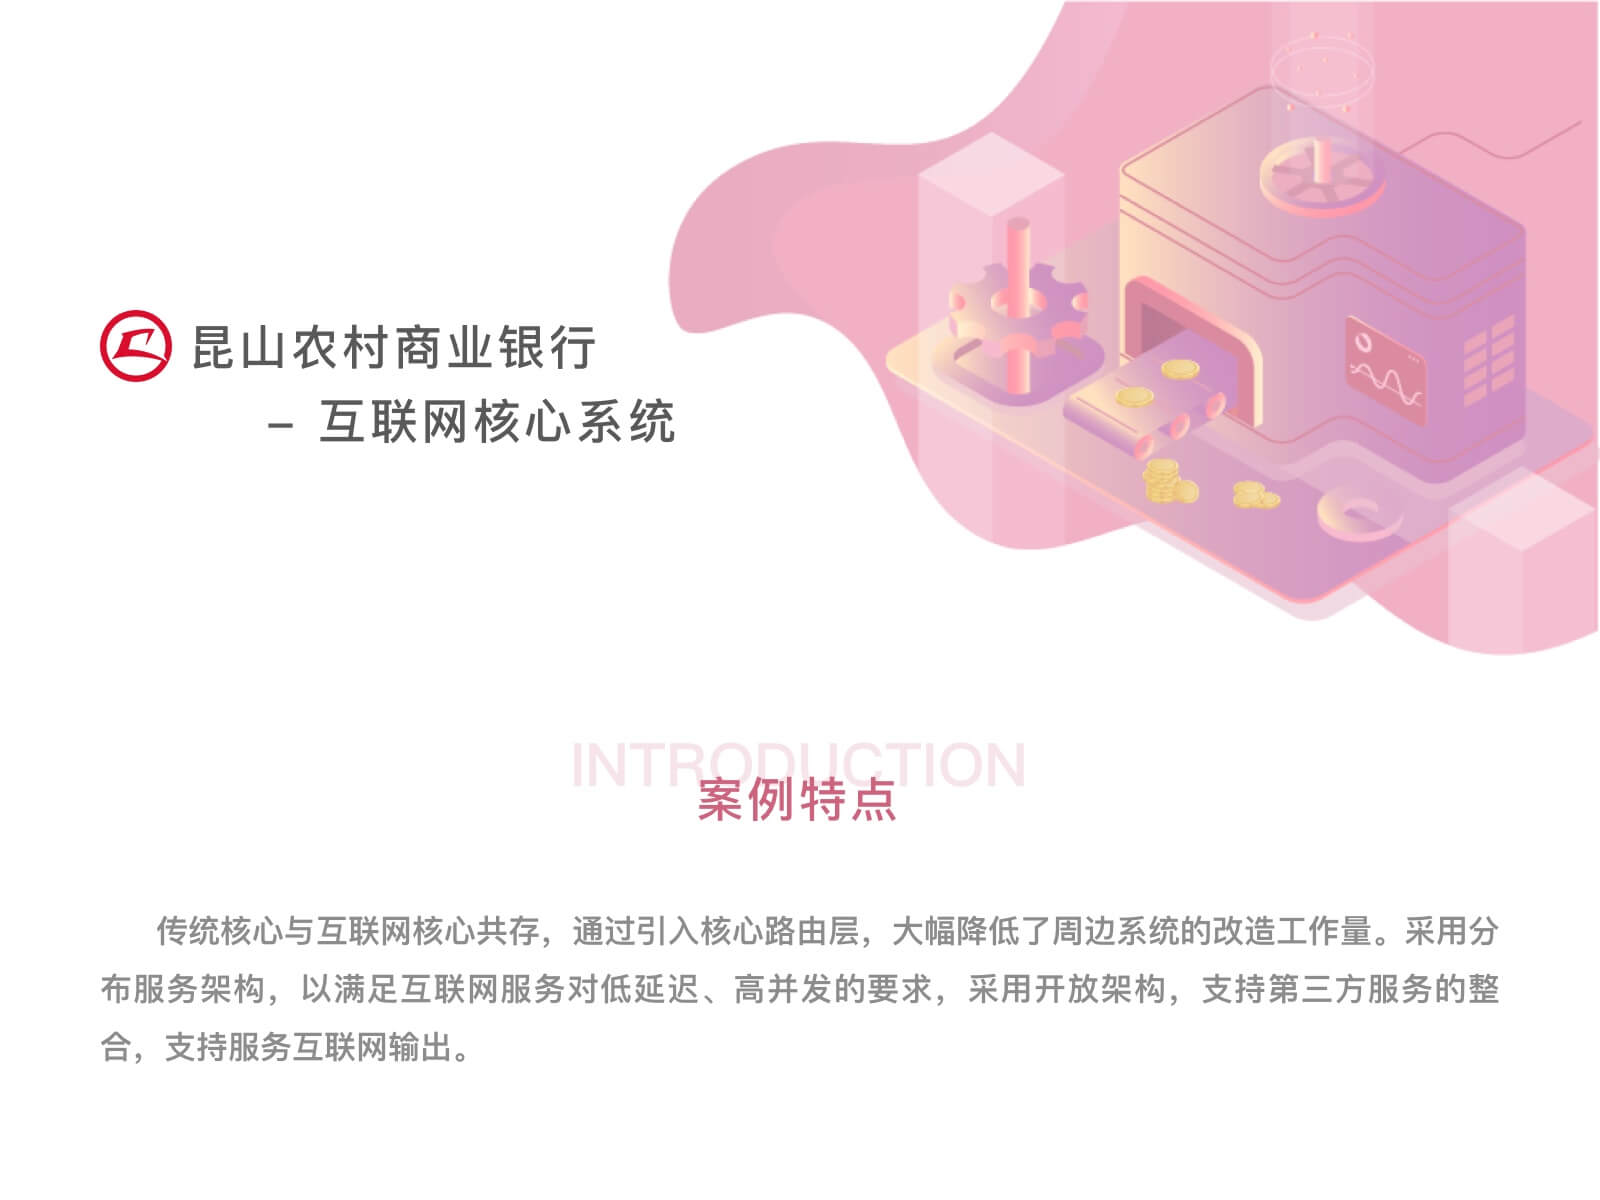 昆山农村商业银行
– 互联网核心系统
INTRODUCTION
案例特点
传统核心与互联网核心共存，通过引入核心路由层，大幅降低了周边系统的改造工作量。采用分
布服务架构，以满足互联网服务对低延迟、高并发的要求，采用开放架构，支持第三方服务的整
合，支持服务互联网输出。